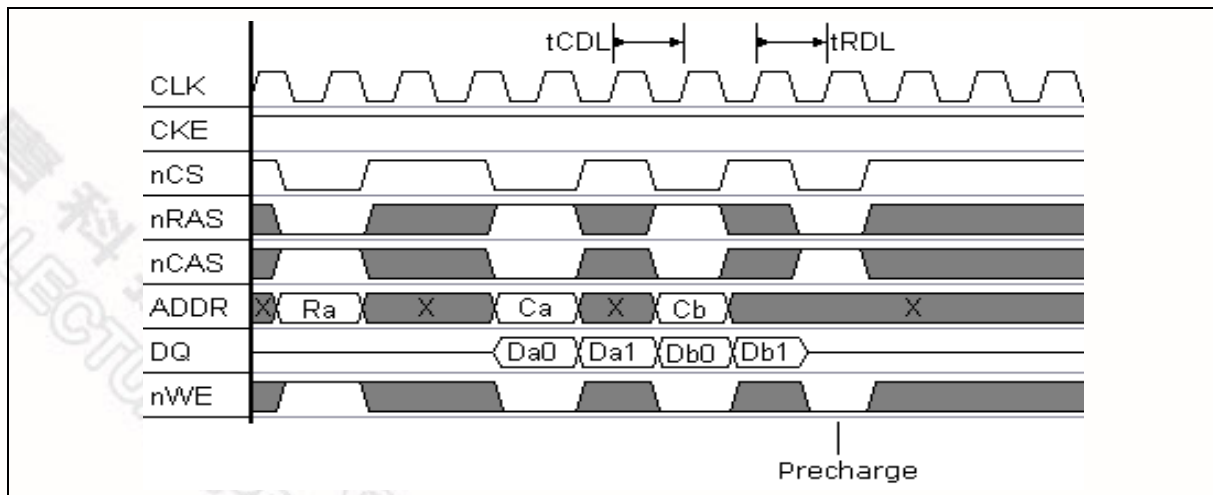 tCDL tRDL
CLK
CKE
nCS
nRAS
nCAS
ADDR X Ra X Ca X Cb X
DQ Da0 Da1 Db0 Db1
nWE
Precharge